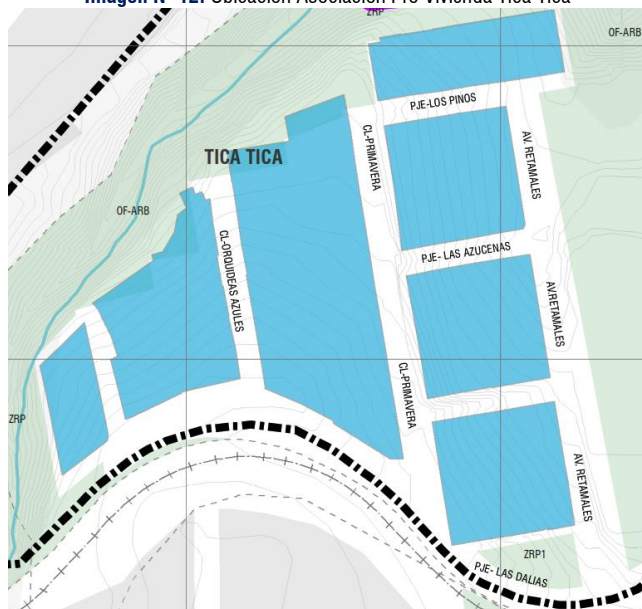 Imagen N° 12. Ubicación Asociación Pro Vivienda Tica Tica
ZRP
OF-ARB
PJE-LOS PINOS
TICA TICA
CL-PRIMAVERA
AV. RETAMALES
OF-ARB
CL-ORQUIDEAS AZULES
PJE- LAS AZUCENAS
AV.RETAMALES
CL-PRIMAVERA
ZRP
AV. RETAMALES
ZRP1
PJE- LAS DALIAS